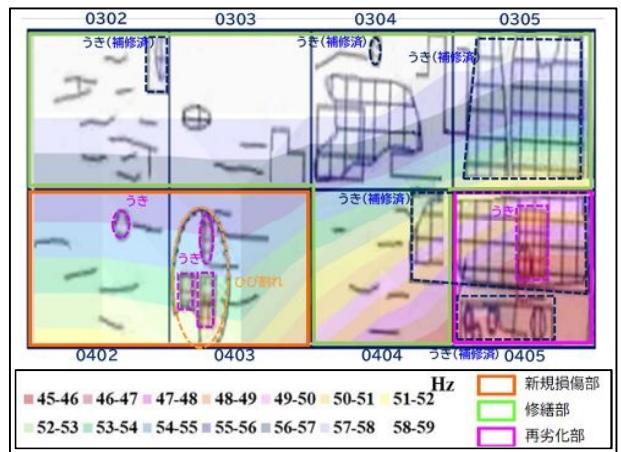 0302 0303 0304 0305
うき(補修済) うき(補修済)
うき(補修済)
うき うき(補修済) うき
うき
ひび割れ
うき(補修済)
0402 0403 0404 0405
Hz
45-46 46-47 47-48 48-49 49-50 50-51 51-52
52-53 53-54 54-55 55-56 56-57 57-58 58-59
新規損傷部
修繕部
再劣化部